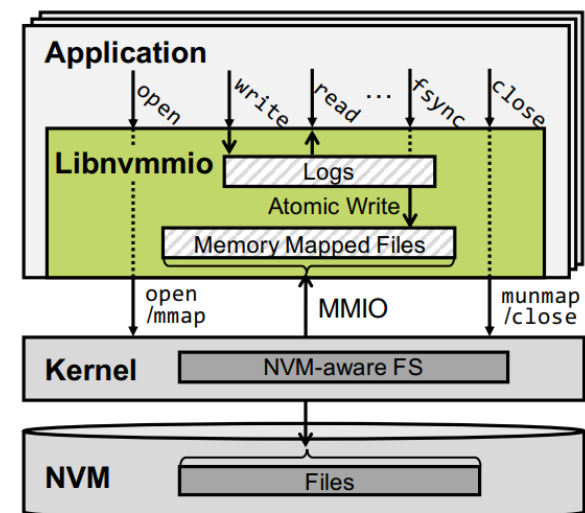 Application
open
write
read
...
fsync
close
Libnvmmio
Logs
Atomic Write
Memory Mapped Files
open
/mmap
MMIO
munmap
/close
Kernel
NVM-aware FS
NVM
Files